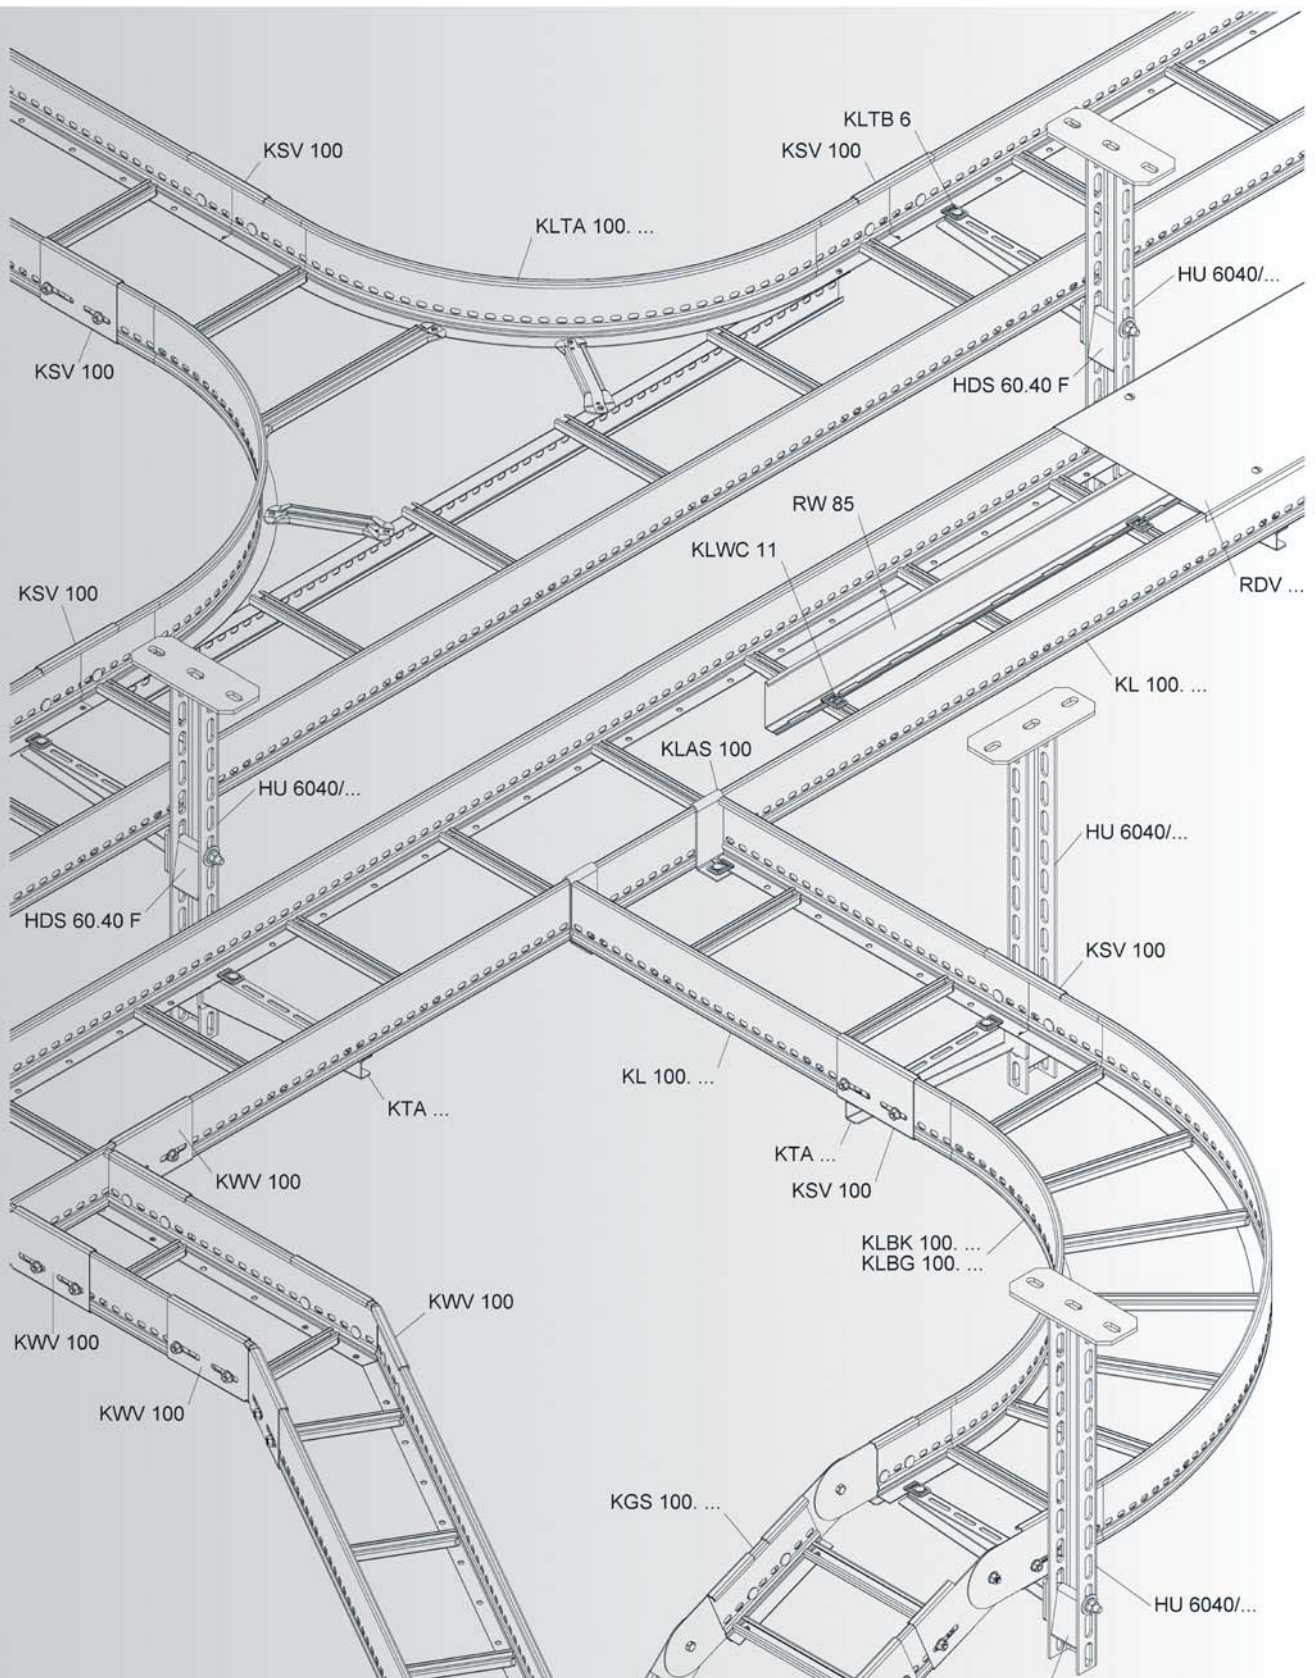 KLTB 6
KSV 100
KSV 100
KLTA 100. ...
HU 6040/...
KSV 100
HDS 60.40 F
RW 85
KLWC 11
KSV 100
RDV ...
KL 100. ...
KLAS 100
HU 6040/...
HU 6040/...
HDS 60.40 F
KSV 100
KL 100. ...
KTA ...
KTA ...
KWV 100
KSV 100
KLBK 100. ...
KLBG 100. ...
KWV 100
KWV 100
KWV 100
KGS 100. ...
HU 6040/...